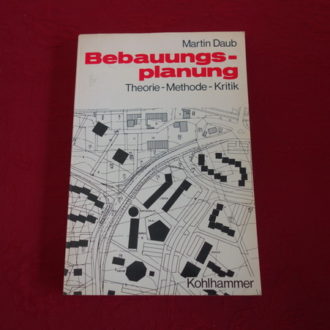 Martin Daub
Bebauungs-
planung
Theorie-Methode-Kritik
Kohlhammer